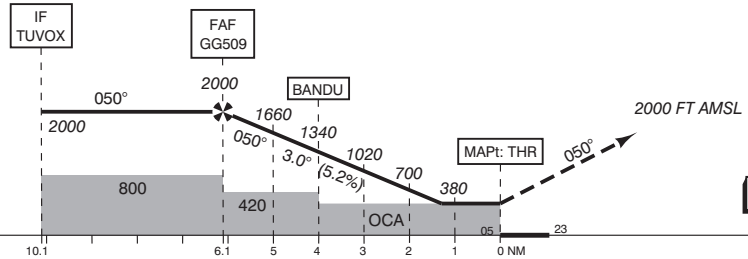 IF
TUVOX
FAF
GG509
2000
BANDU
050°
2000
1660
1340
1020
700
380
050°
3.0° (5.2%)
MAPt: THR
050°
2000 FT AMSL
800
420
OCA
05
23
10.1
6.1
5
4
3
2
1
0 NM